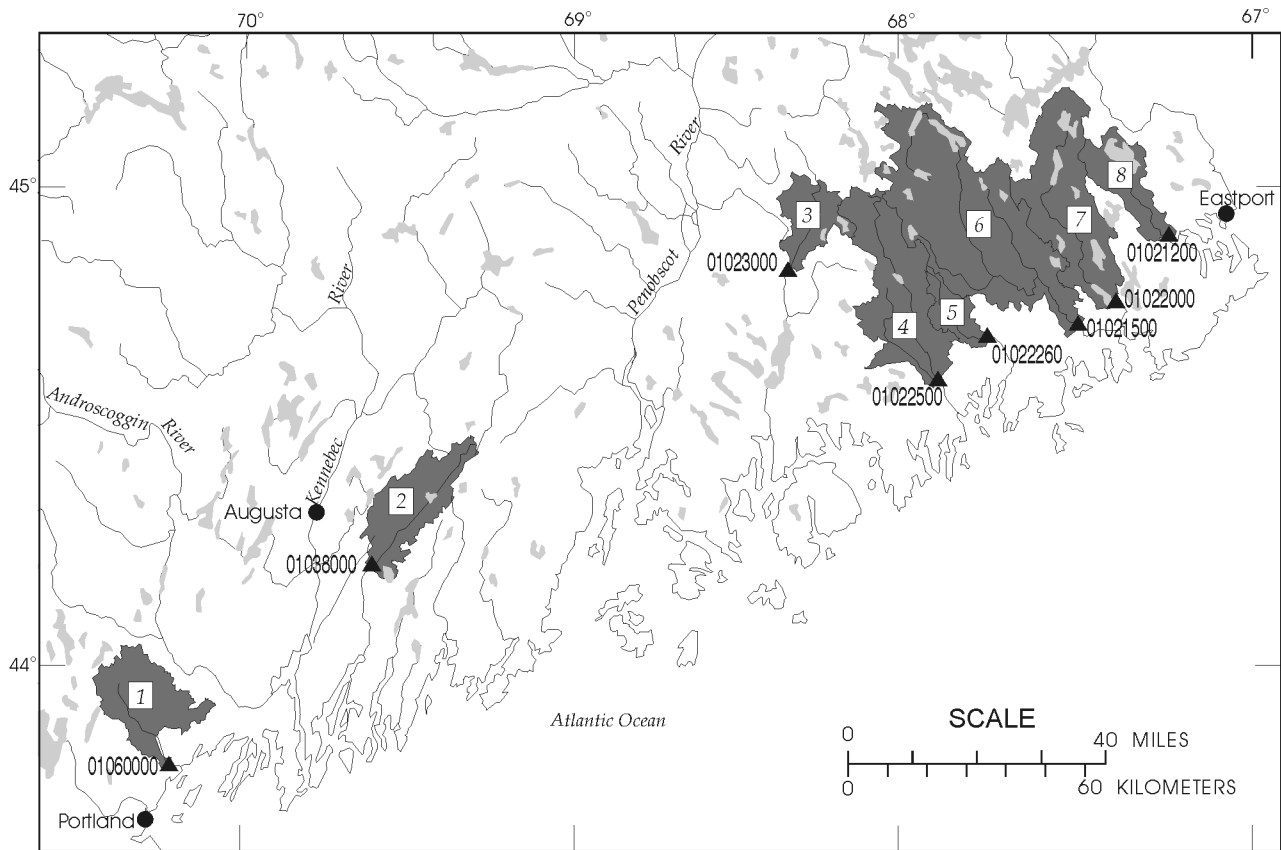 70°
69°
68°
67°
River
45°
8
Eastport
3
6
7
01021200
01023000
Penobscot
River
01022000
5
4
01021500
01022260
01022500
Androscoggin
River
Kennebec
2
Augusta
01038000
44°
1
Atlantic Ocean
SCALE
0
40 MILES
01060000
0
60 KILOMETERS
Portland